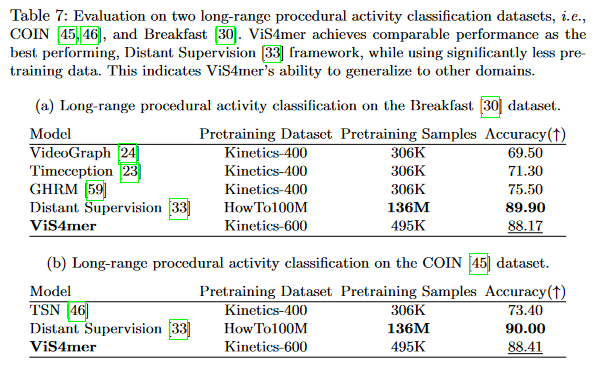 Table 7: Evaluation on two long-range procedural activity classification datasets, i.e.,
COIN [45,46], and Breakfast [30]. ViS4mer achieves comparable performance as the
best performing, Distant Supervision [33] framework, while using significantly less pre-
training data. This indicates ViS4mer's ability to generalize to other domains.
(a) Long-range procedural activity classification on the Breakfast [30] dataset.
Model Pretraining Dataset Pretraining Samples Accuracy(↑)
VideoGraph [24] Kinetics-400 306K 69.50
Timeception [23] Kinetics-400 306K 71.30
GHRM [59] Kinetics-400 306K 75.50
Distant Supervision [33] HowTo100M 136M 89.90
ViS4mer Kinetics-600 495K 88.17
(b) Long-range procedural activity classification on the COIN [45] dataset.
Model Pretraining Dataset Pretraining Samples Accuracy(↑)
TSN [46] Kinetics-400 306K 73.40
Distant Supervision [33] HowTo100M 136M 90.00
ViS4mer Kinetics-600 495K 88.41